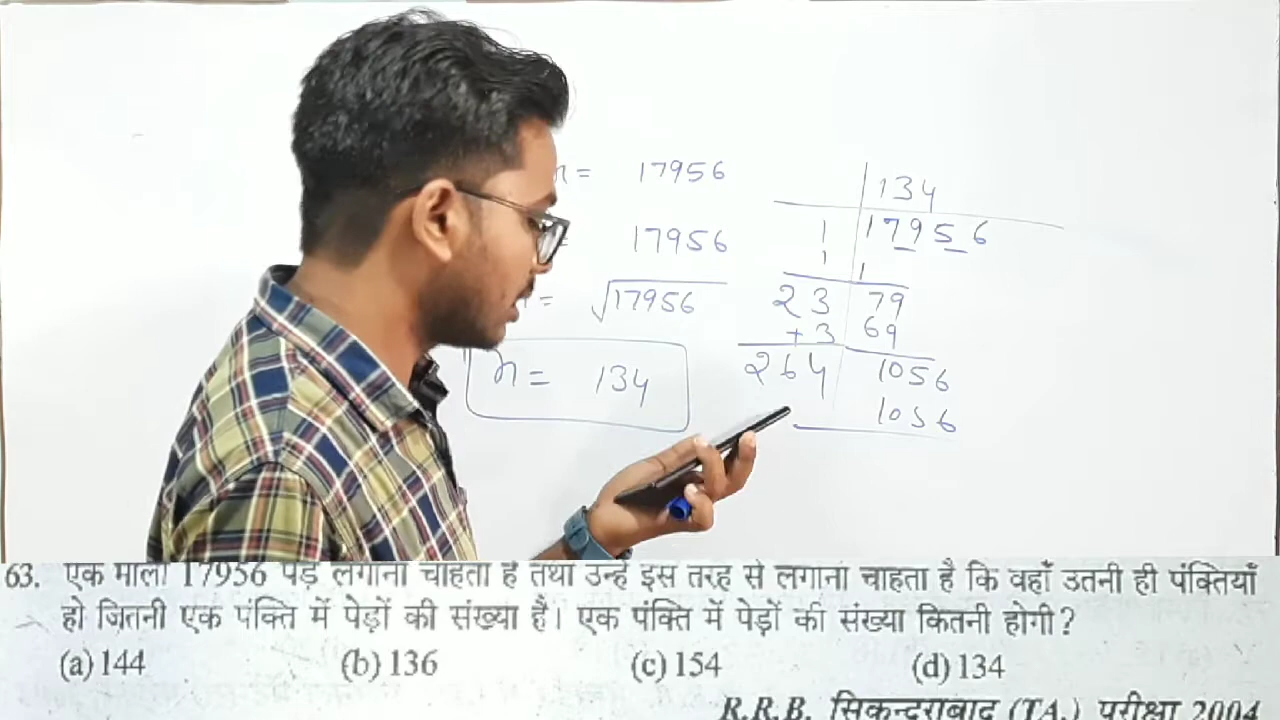 n = 17956
= 17956
= √17956
n = 134
134
1 17956
1 1
23 79
+3 69
264 1056
1056
63. एक माली 17956 पेड़ लगाना चाहता है तथा उन्हें इस तरह से लगाना चाहता है कि वहाँ उतनी ही पंक्तियाँ
हो जितनी एक पंक्ति में पेड़ों की संख्या है। एक पंक्ति में पेड़ों की संख्या कितनी होगी?
(a) 144 (b) 136 (c) 154 (d) 134
R.R.B. सिकन्दराबाद (T.A.) परीक्षा 2004